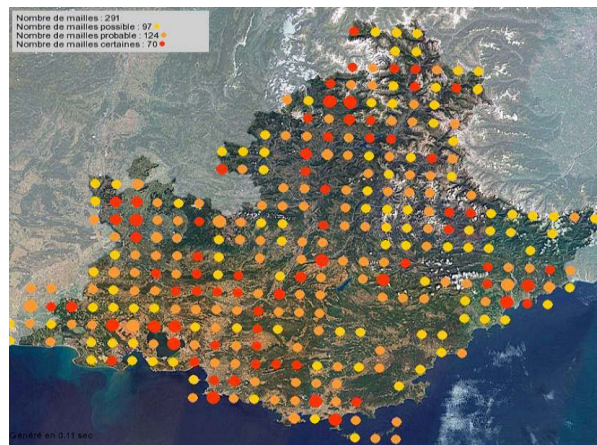 Nombre de mailles : 291
Nombre de mailles possible : 97
Nombre de mailles probable : 124
Nombre de mailles certaines : 70
Généré en 0.11 sec